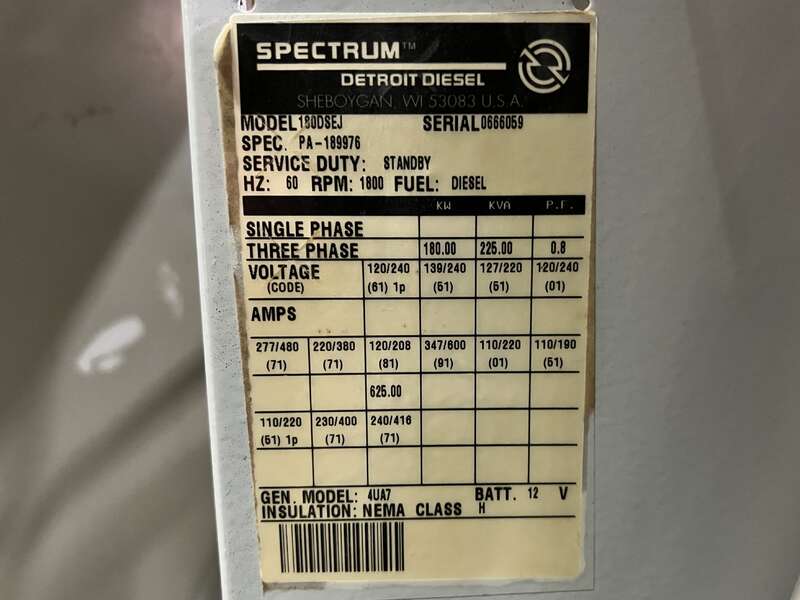 SPECTRUM™
DETROIT DIESEL
SHEBOYGAN, WI 53083 U.S.A.
MODEL 180DSEJ SERIAL 0666059
SPEC. PA-189976
SERVICE DUTY: STANDBY
HZ: 60 RPM: 1800 FUEL: DIESEL
KW KVA P.F.
SINGLE PHASE
THREE PHASE 180.00 225.00 0.8
VOLTAGE 120/240 139/240 127/220 120/240
(CODE) (61) 1p (51) (51) (01)
AMPS
277/480 220/380 120/208 347/600 110/220 110/190
(71) (71) (81) (91) (01) (51)
625.00
110/220 230/400 240/416
(51) 1p (71) (71)
GEN. MODEL: 4UA7 BATT. 12 V
INSULATION: NEMA CLASS H